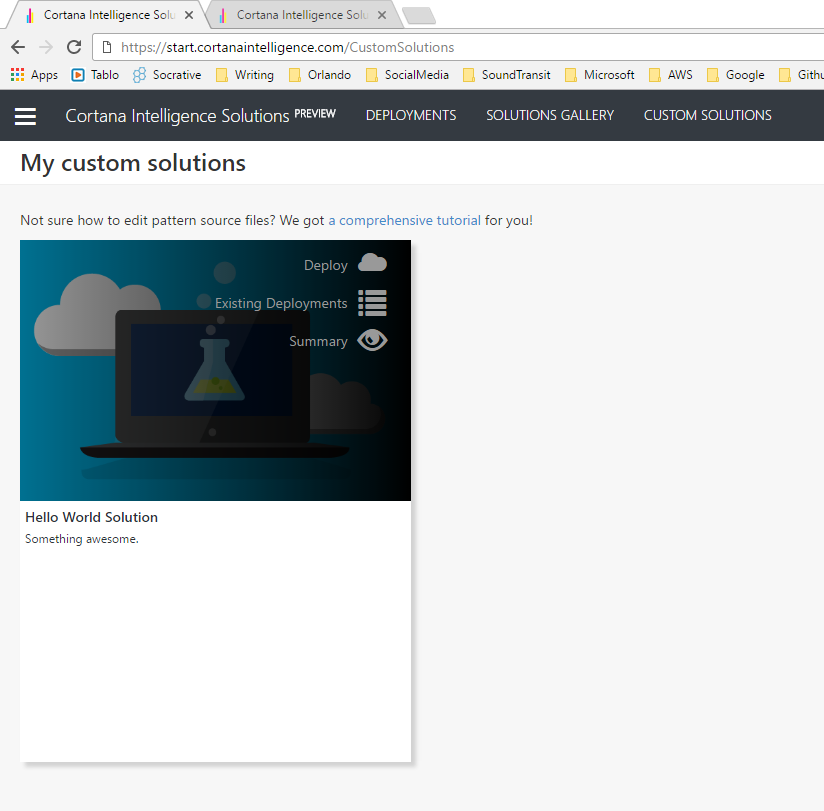 Cortana Intelligence Solu
Cortana Intelligence Solu
https://start.cortanaintelligence.com/CustomSolutions
Apps Tablo Socrative Writing Orlando SocialMedia SoundTransit Microsoft AWS Google Githu
Cortana Intelligence Solutions PREVIEW DEPLOYMENTS SOLUTIONS GALLERY CUSTOM SOLUTIONS
My custom solutions
Not sure how to edit pattern source files? We got a comprehensive tutorial for you!
Deploy
Existing Deployments
Summary
Hello World Solution
Something awesome.